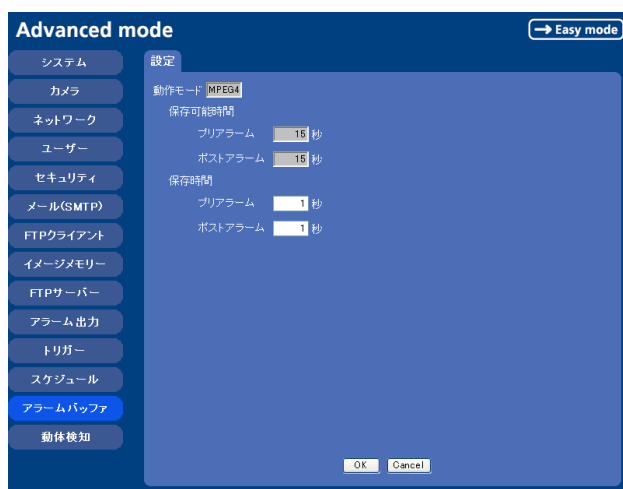 Advanced mode
→ Easy mode
システム
カメラ
ネットワーク
ユーザー
セキュリティ
メール(SMTP)
FTPクライアント
イメージメモリー
FTPサーバー
アラーム出力
トリガー
スケジュール
アラームバッファ
動体検知
設定
動作モード MPEG4
保存可能時間
プリアラーム 15 秒
ポストアラーム 15 秒
保存時間
プリアラーム 1 秒
ポストアラーム 1 秒
OK Cancel